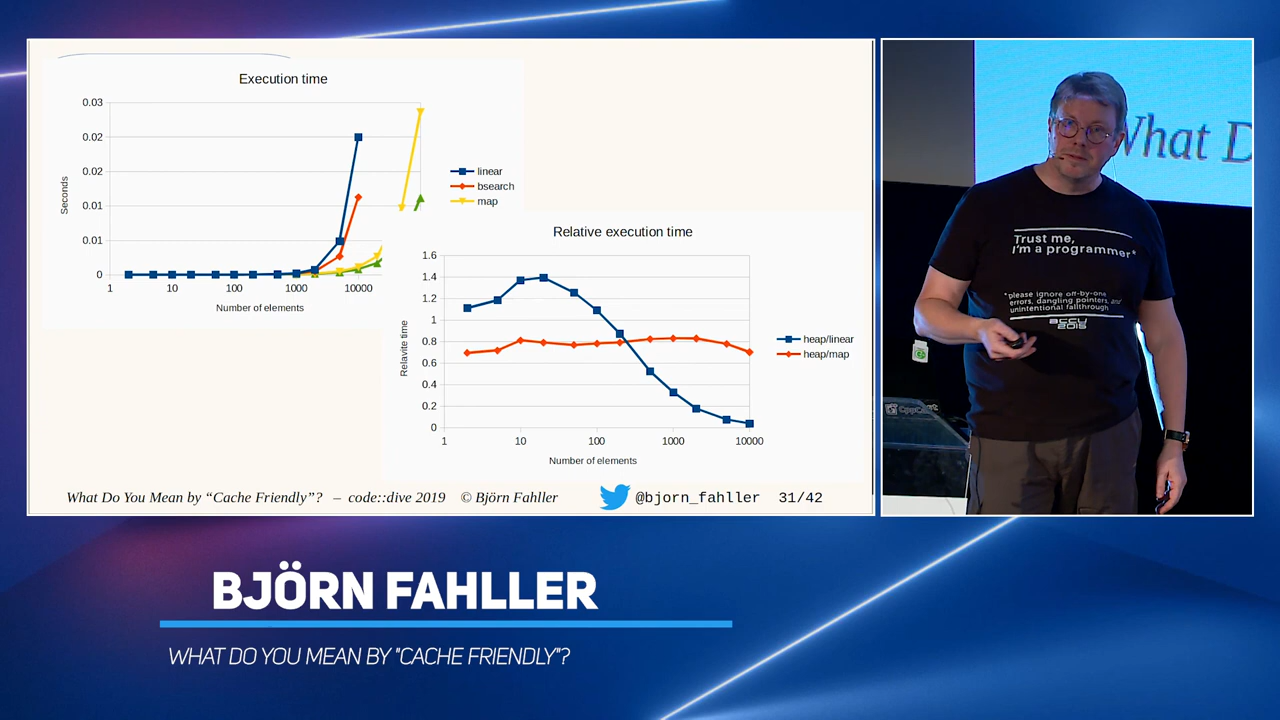 Execution time
0.03
0.02
0.02
0.01
0.01
0
Seconds
1
10
100
1000
10000
Number of elements
linear
bsearch
map
Relative execution time
1.6
1.4
1.2
1
0.8
0.6
0.4
0.2
0
Relavite time
1
10
100
1000
10000
Number of elements
heap/linear
heap/map
What Do You Mean by “Cache Friendly”? – code::dive 2019 © Björn Fahller
@bjorn_fahller 31/42
What D
Trust me,
i'm a programmer*
*please ignore off-by-one
errors, dangling pointers, and
unintentional fallthrough
ACCU
2015
CppCast
BJÖRN FAHLLER
WHAT DO YOU MEAN BY "CACHE FRIENDLY"?